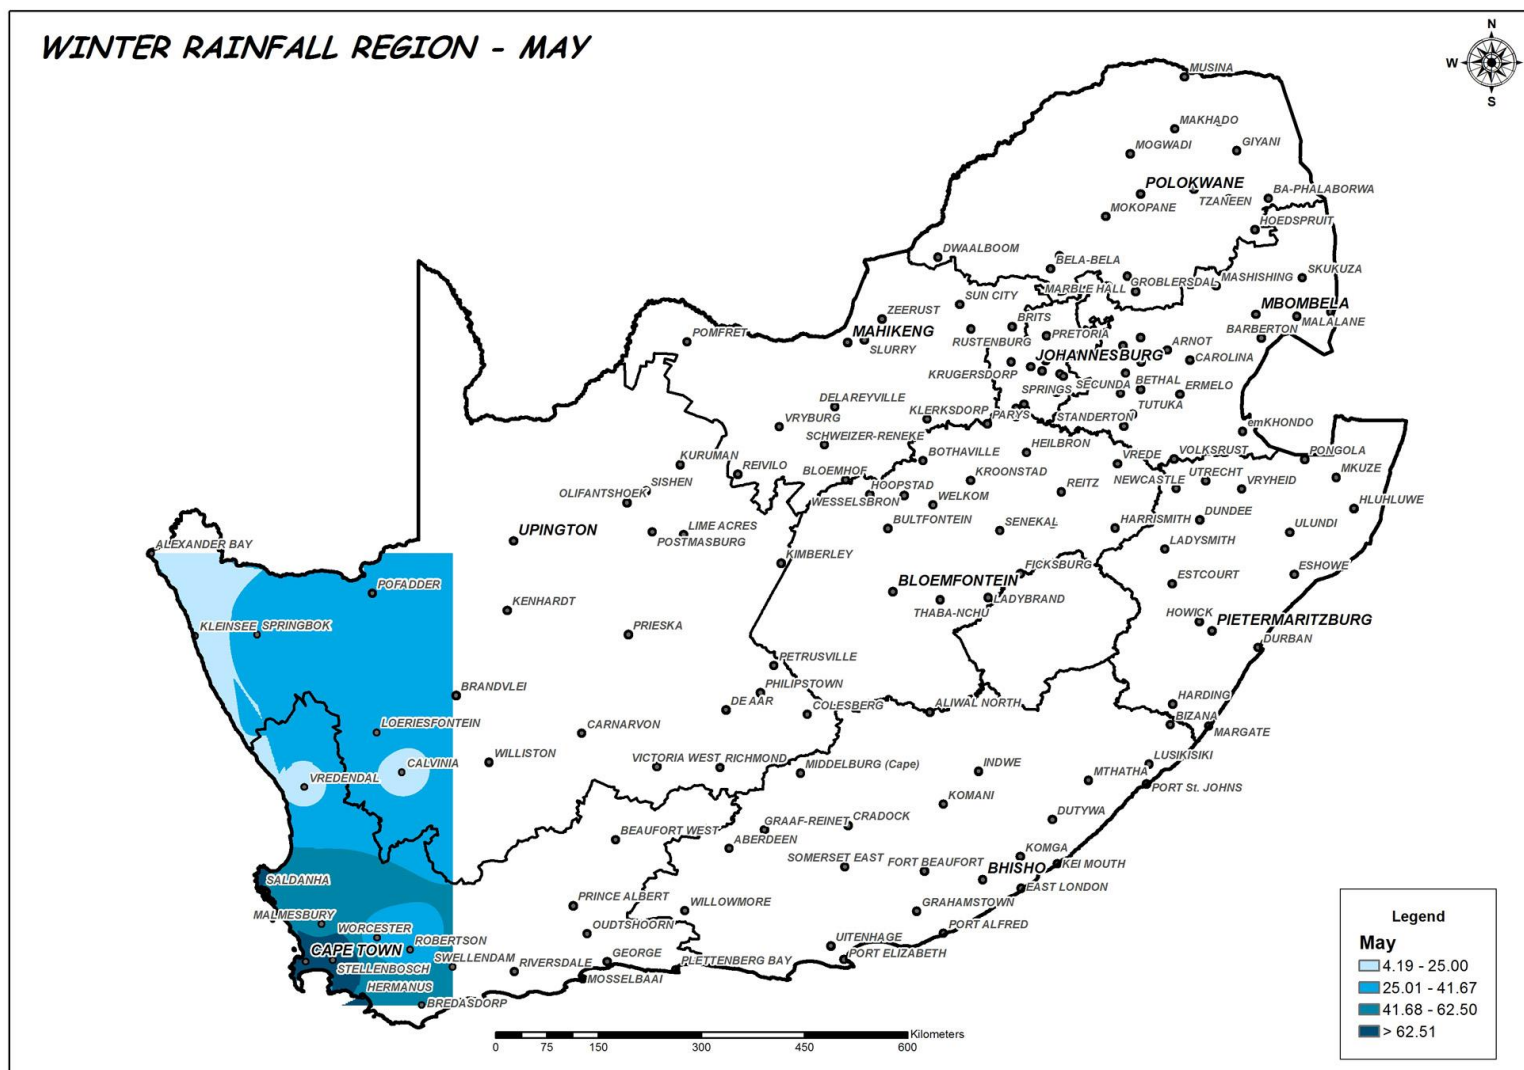 WINTER RAINFALL REGION - MAY
N
W
S
MUSINA
MAKHADO
MOGWADI
GIYANI
POLOKWANE
BA-PHALABORWA
TZANEEN
MOKOPANE
HOEDSPRUIT
DWAALBOOM
BELA-BELA
SKUKUZA
MASHISHING
GROBLERSDAL
MARBLE HALL
SUN CITY
MBOMBELA
ZEERUST
BRITS
MALALANE
MAHIKENG
BARBERTON
POMFRET
RUSTENBURG
PRETORIA
SLURRY
ARNOT
JOHANNESBURG
CAROLINA
KRUGERSDORP
BETHAL
SECUNDA
SPRINGS
ERMELO
DELAREYVILLE
TUTUKA
KLERKSDORP
PARYS
STANDERTON
VRYBURG
emKHONDO
SCHWEIZER-RENEKE
HEILBRON
VOLKSRUST
PONGOLA
KURUMAN
BOTHAVILLE
VREDE
REIVILO
BLOEMHOF
KROONSTAD
UTRECHT
MKUZE
SISHEN
HOOPSTAD
REITZ
NEWCASTLE
VRYHEID
OLIFANTSHOEK
WESSELSBRON
WELKOM
HLUHLUWE
DUNDEE
UPINGTON
LIME ACRES
BULTFONTEIN
SENEKAL
HARRISMITH
ULUNDI
POSTMASBURG
LADYSMITH
ALEXANDER BAY
KIMBERLEY
FICKSBURG
ESHOWE
POFADDER
BLOEMFONTEIN
ESTCOURT
KENHARDT
LADYBRAND
THABA-NCHU
HOWICK
PIETERMARITZBURG
KLEINSEE
SPRINGBOK
PRIESKA
DURBAN
PETRUSVILLE
BRANDVLEI
PHILIPSTOWN
HARDING
DE AAR
COLESBERG
ALIWAL NORTH
BIZANA
LOERIESFONTEIN
CARNARVON
MARGATE
WILLISTON
VICTORIA WEST
RICHMOND
LUSIKISIKI
CALVINIA
MIDDELBURG (Cape)
INDWE
MTHATHA
VREDENDAL
PORT St. JOHNS
KOMANI
DUTYWA
BEAUFORT WEST
GRAAF-REINET
CRADOCK
ABERDEEN
KOMGA
SOMERSET EAST
FORT BEAUFORT
BHISHO
KEI MOUTH
SALDANHA
EAST LONDON
PRINCE ALBERT
WILLOWMORE
GRAHAMSTOWN
MALMESBURY
WORCESTER
OUDTSHOORN
PORT ALFRED
CAPE TOWN
ROBERTSON
UITENHAGE
STELLENBOSCH
SWELLENDAM
RIVERSDALE
GEORGE
PLETTENBERG BAY
PORT ELIZABETH
MOSSELBAAI
HERMANUS
BREDASDORP
Kilometers
0 75 150 300 450 600
Legend
May
4.19 - 25.00
25.01 - 41.67
41.68 - 62.50
> 62.51